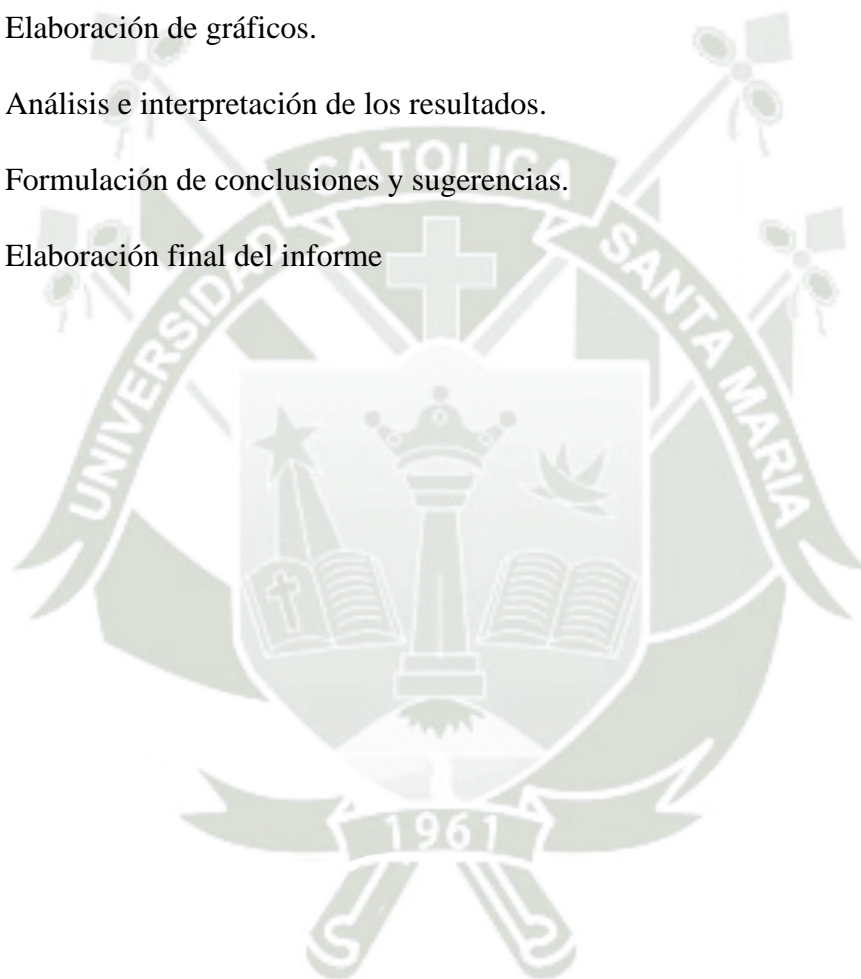 Elaboración de gráficos.
Análisis e interpretación de los resultados.
Formulación de conclusiones y sugerencias.
Elaboración final del informe
UNIVERSIDAD CATOLICA SANTA MARIA
1961